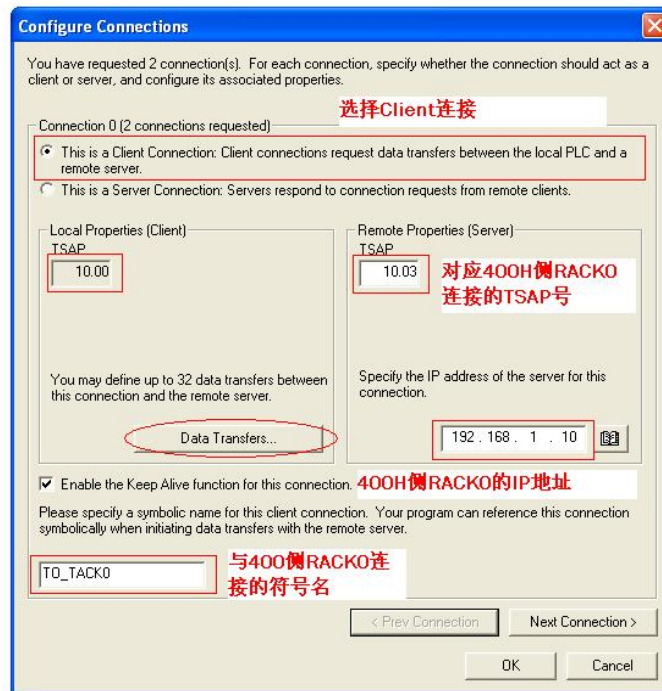 Configure Connections
You have requested 2 connection(s). For each connection, specify whether the connection should act as a
client or server, and configure its associated properties.
选择Client连接
Connection 0 (2 connections requested)
This is a Client Connection: Client connections request data transfers between the local PLC and a
remote server.
This is a Server Connection: Servers respond to connection requests from remote clients.
Local Properties (Client)
TSAP
10.00
Remote Properties (Server)
TSAP
10.03
对应400H侧RACK0
连接的TSAP号
You may define up to 32 data transfers between
this connection and the remote server.
Data Transfers...
Specify the IP address of the server for this
connection.
192 . 168 . 1 . 10
Enable the Keep Alive function for this connection.
400H侧RACK0的IP地址
Please specify a symbolic name for this client connection. Your program can reference this connection
symbolically when initiating data transfers with the remote server.
TO_TACK0
与400侧RACK0连
接的符号名
< Prev Connection
Next Connection >
OK
Cancel